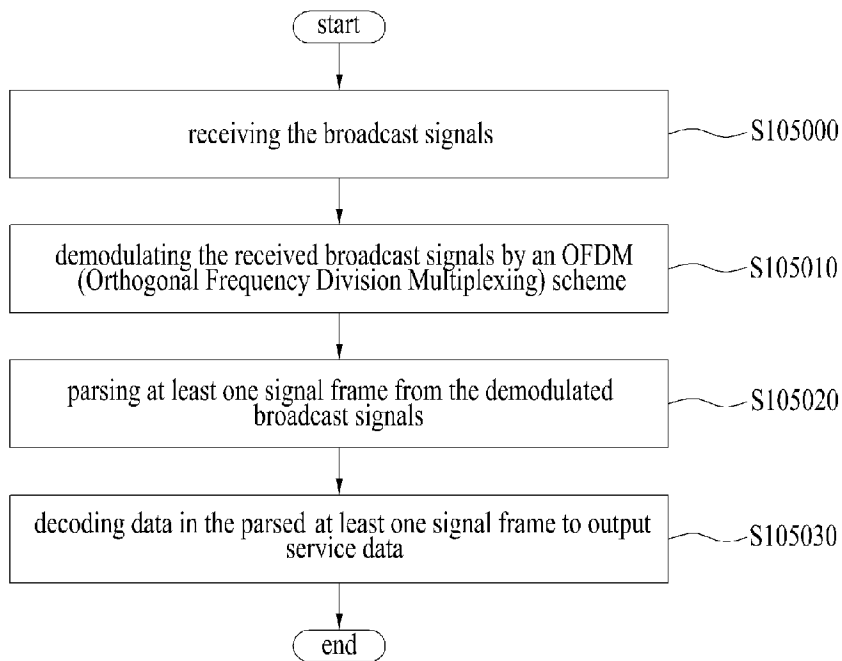 start
receiving the broadcast signals
S105000
demodulating the received broadcast signals by an OFDM
(Orthogonal Frequency Division Multiplexing) scheme
S105010
parsing at least one signal frame from the demodulated
broadcast signals
S105020
decoding data in the parsed at least one signal frame to output
service data
S105030
end